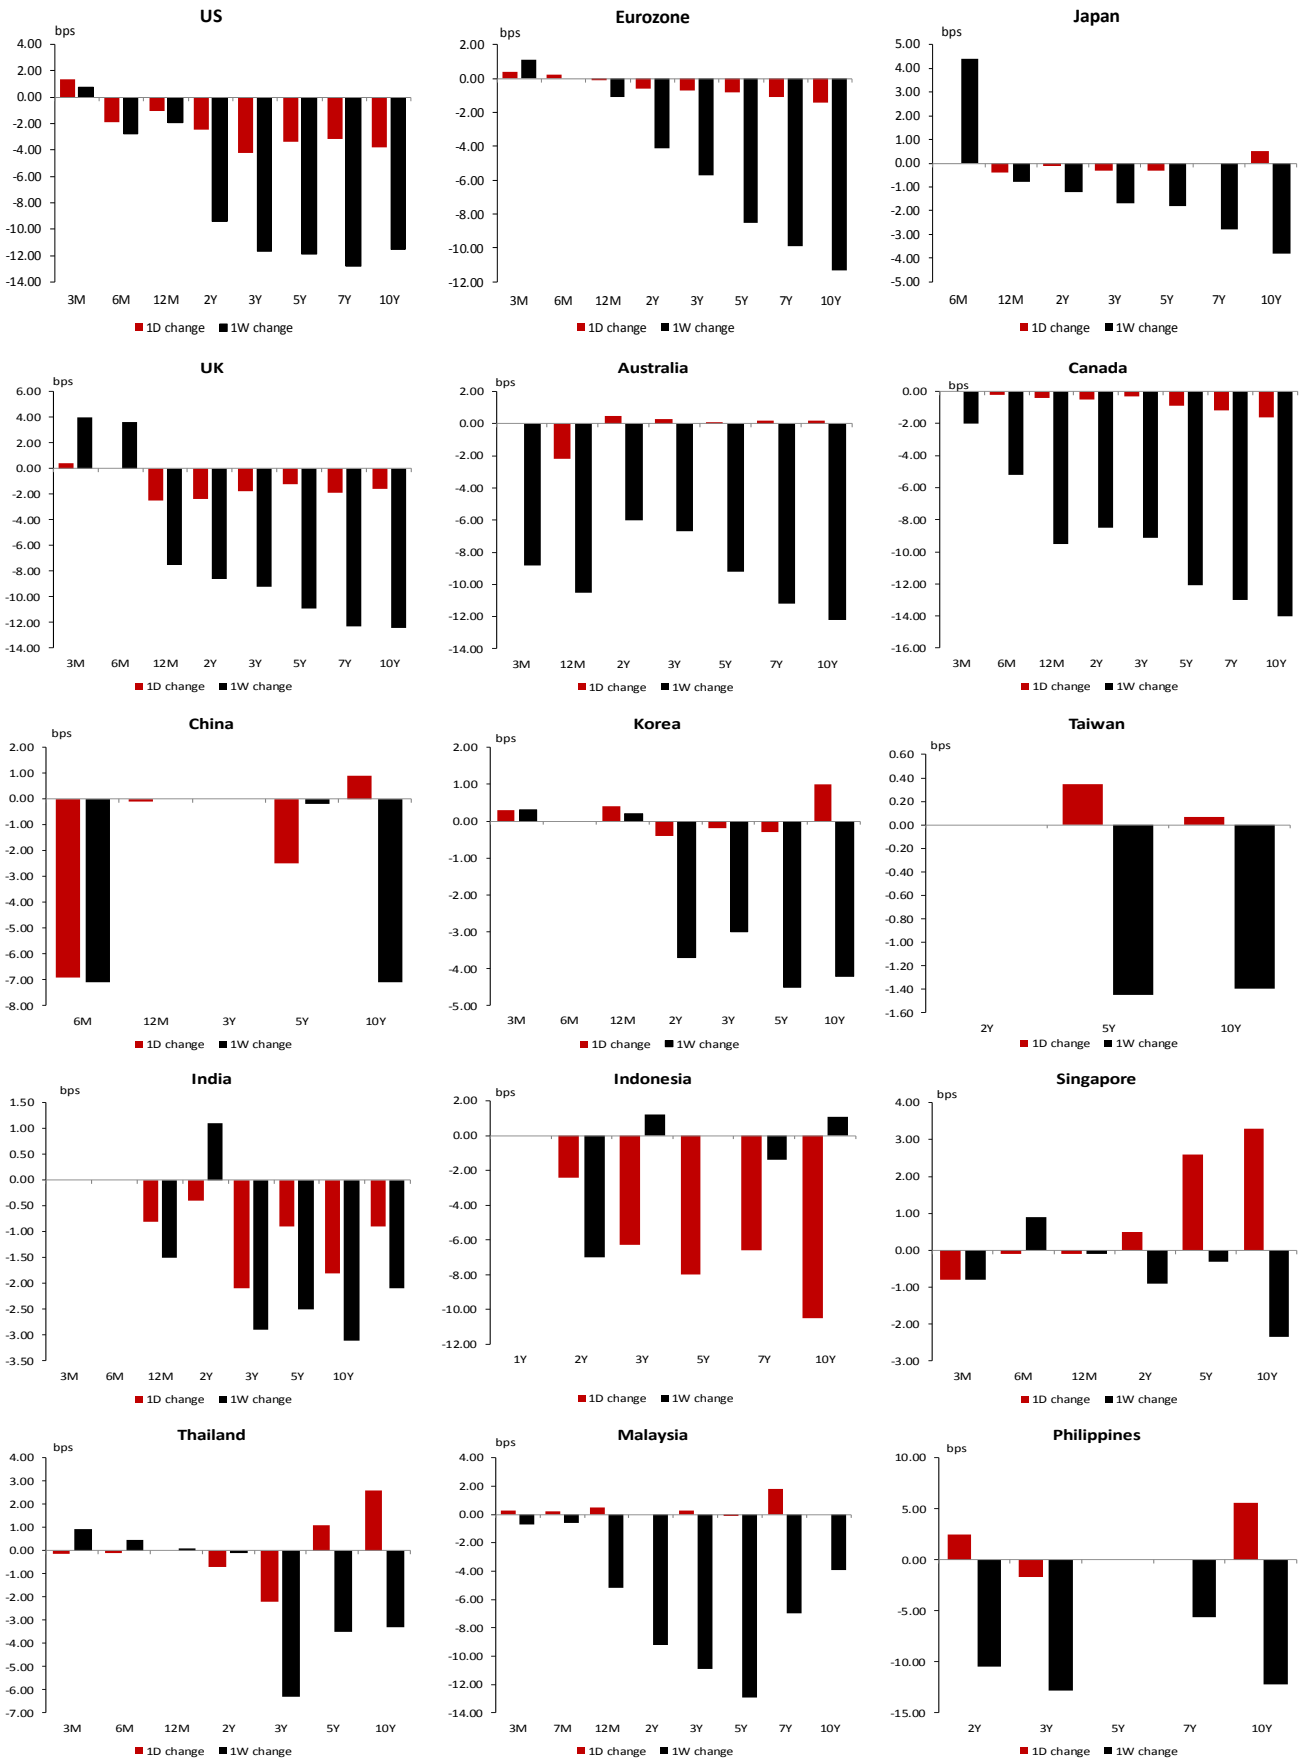 US
bps
4.00
2.00
0.00
-2.00
-4.00
-6.00
-8.00
-10.00
-12.00
-14.00
3M 6M 12M 2Y 3Y 5Y 7Y 10Y
1D change 1W change
Eurozone
bps
2.00
0.00
-2.00
-4.00
-6.00
-8.00
-10.00
-12.00
3M 6M 12M 2Y 3Y 5Y 7Y 10Y
1D change 1W change
Japan
bps
5.00
4.00
3.00
2.00
1.00
0.00
-1.00
-2.00
-3.00
-4.00
-5.00
6M 12M 2Y 3Y 5Y 7Y 10Y
1D change 1W change
UK
bps
6.00
4.00
2.00
0.00
-2.00
-4.00
-6.00
-8.00
-10.00
-12.00
-14.00
3M 6M 12M 2Y 3Y 5Y 7Y 10Y
1D change 1W change
Australia
2.00
0.00
-2.00
-4.00
-6.00
-8.00
-10.00
-12.00
-14.00
3M 12M 2Y 3Y 5Y 7Y 10Y
1D change 1W change
Canada
bps
0.00
-2.00
-4.00
-6.00
-8.00
-10.00
-12.00
-14.00
-16.00
3M 6M 12M 2Y 3Y 5Y 7Y 10Y
1D change 1W change
China
bps
2.00
1.00
0.00
-1.00
-2.00
-3.00
-4.00
-5.00
-6.00
-7.00
-8.00
6M 12M 3Y 5Y 10Y
1D change 1W change
Korea
bps
2.00
1.00
0.00
-1.00
-2.00
-3.00
-4.00
-5.00
3M 6M 12M 2Y 3Y 5Y 10Y
1D change 1W change
Taiwan
bps
0.60
0.40
0.20
0.00
-0.20
-0.40
-0.60
-0.80
-1.00
-1.20
-1.40
-1.60
2Y 5Y 10Y
1D change 1W change
India
bps
1.50
1.00
0.50
0.00
-0.50
-1.00
-1.50
-2.00
-2.50
-3.00
-3.50
3M 6M 12M 2Y 3Y 5Y 10Y
1D change 1W change
Indonesia
bps
2.00
0.00
-2.00
-4.00
-6.00
-8.00
-10.00
-12.00
1Y 2Y 3Y 5Y 7Y 10Y
1D change 1W change
Singapore
bps
4.00
3.00
2.00
1.00
0.00
-1.00
-2.00
-3.00
3M 6M 12M 2Y 5Y 10Y
1D change 1W change
Thailand
bps
4.00
3.00
2.00
1.00
0.00
-1.00
-2.00
-3.00
-4.00
-5.00
-6.00
-7.00
3M 6M 12M 2Y 3Y 5Y 10Y
1D change 1W change
Malaysia
bps
4.00
2.00
0.00
-2.00
-4.00
-6.00
-8.00
-10.00
-12.00
-14.00
3M 7M 12M 2Y 3Y 5Y 7Y 10Y
1D change 1W change
Philippines
bps
10.00
5.00
0.00
-5.00
-10.00
-15.00
2Y 3Y 5Y 7Y 10Y
1D change 1W change